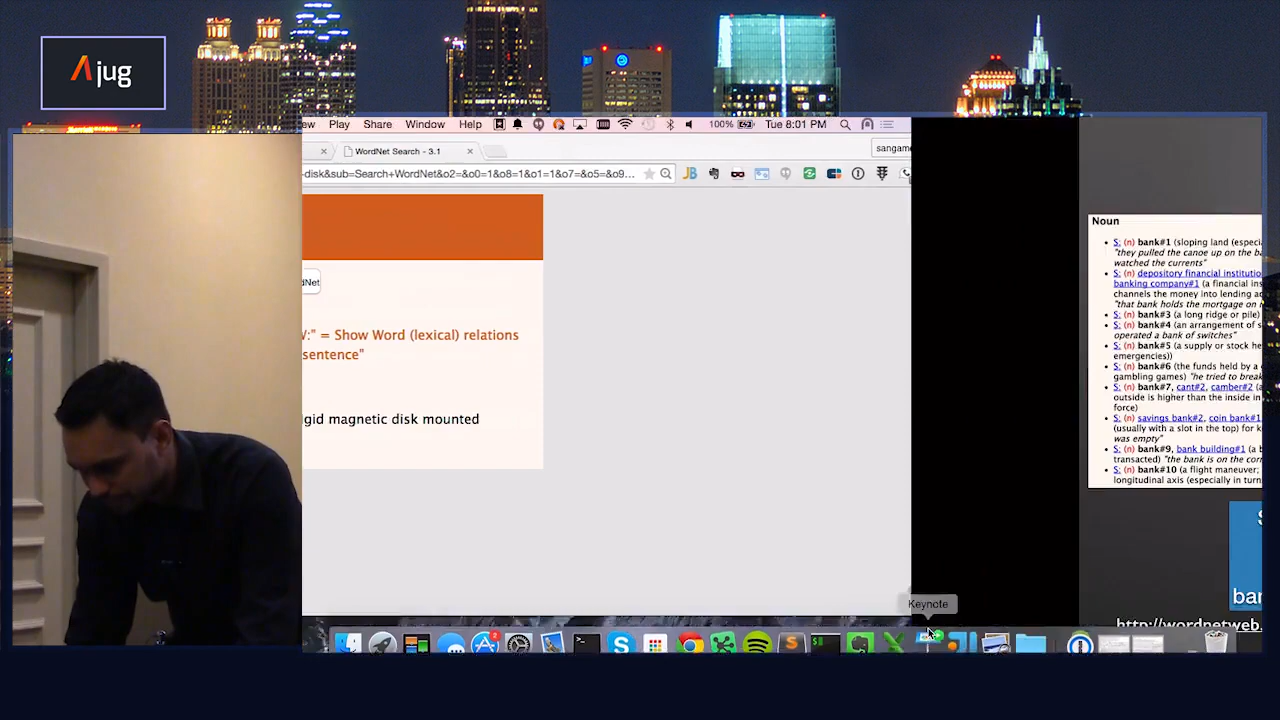 jug
ew Play Share Window Help 100% Tue 8:01 PM
WordNet Search - 3.1
sangame
-disk&sub=Search+WordNet&o2=&o0=1&o8=1&o1=1&o7=&o5=&o9...
JB
dNet
W:" = Show Word (lexical) relations
sentence"
igid magnetic disk mounted
Noun
S: (n) bank#1 (sloping land (especi
"they pulled the canoe up on the ba
watched the currents"
S: (n) depository financial institutio
banking company#1 (a financial ins
channels the money into lending ac
"that bank holds the mortgage on
S: (n) bank#3 (a long ridge or pile)
S: (n) bank#4 (an arrangement of s
operated a bank of switches"
S: (n) bank#5 (a supply or stock he
emergencies))
S: (n) bank#6 (the funds held by a
gambling games) "he tried to break
S: (n) bank#7, cant#2, camber#2 (a
outside is higher than the inside in
force)
S: (n) savings bank#2, coin bank#1
(usually with a slot in the top) for k
was empty"
S: (n) bank#9, bank building#1 (a b
transacted) "the bank is on the corn
S: (n) bank#10 (a flight maneuver;
longitudinal axis (especially in turn
S
ban
http://wordnetweb.
Keynote
2